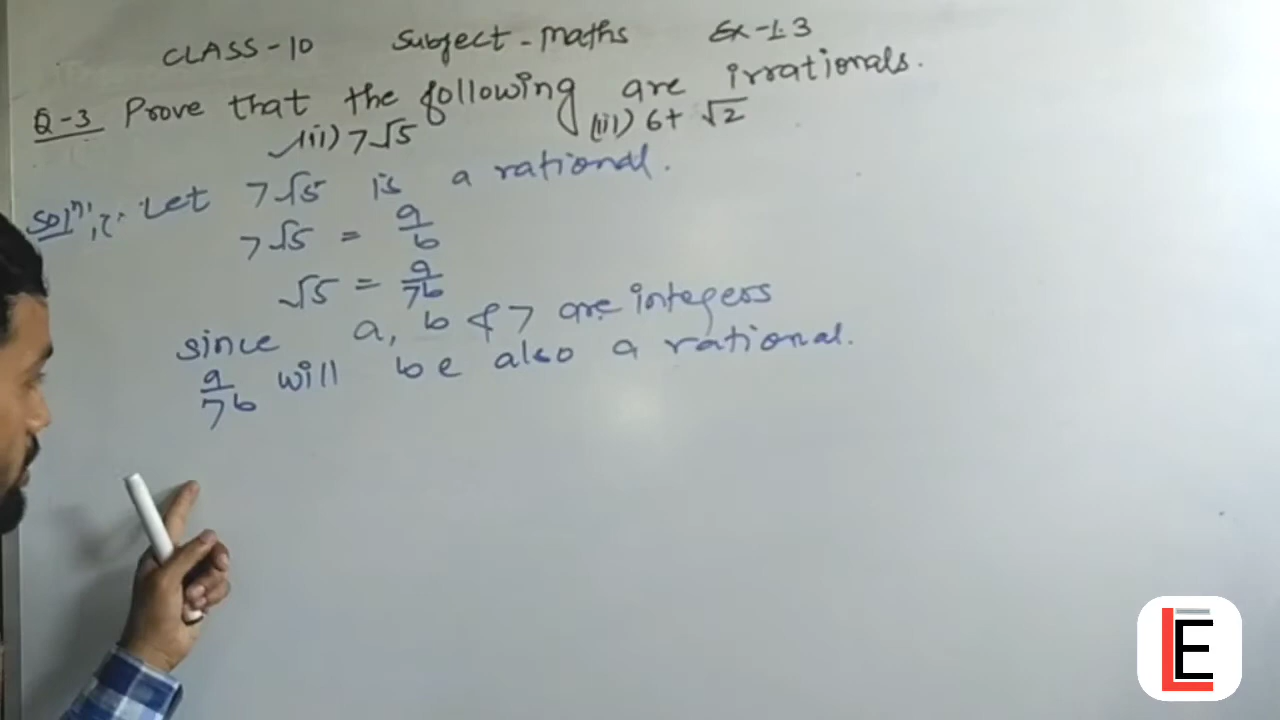 CLASS-10 Subject-maths Ex-1.3
Q-3 Prove that the following are irrationals.
(ii) 7√5 (iii) 6+√2
Soln:- Let 7√5 is a rational.
7√5 = a/b
√5 = a/7b
since a, b & 7 are integers
a/7b will be also a rational.
LE